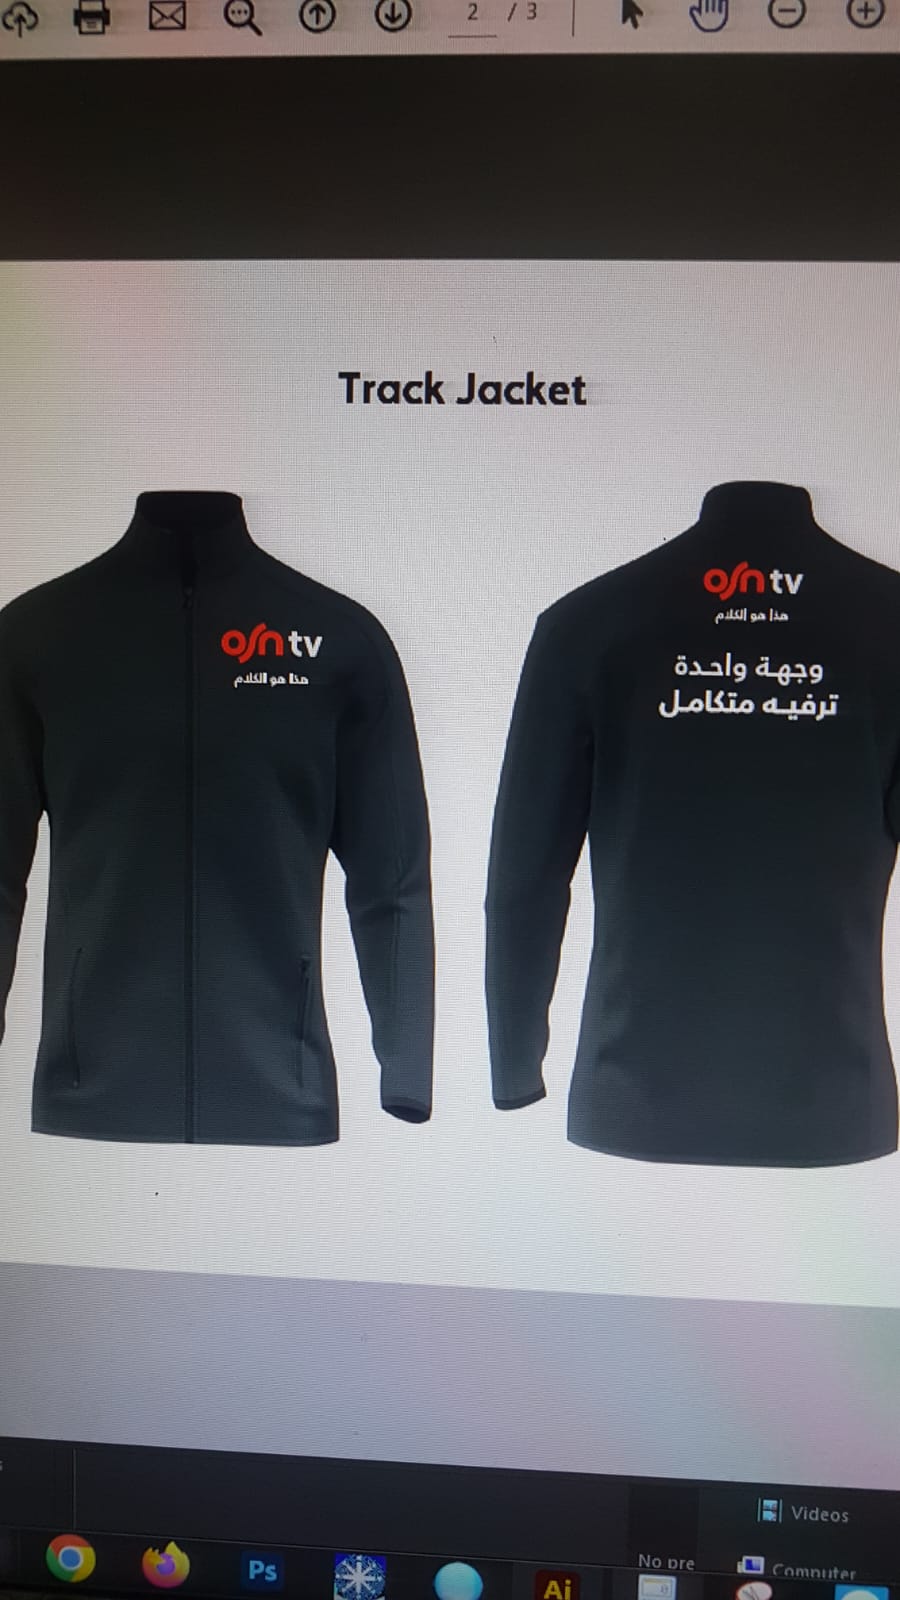 2 / 3
Track Jacket
osn tv
هذا هو الكلام
osn tv
هذا هو الكلام
وجهة واحدة
ترفيه متكامل
Videos
No pre
Computer
Ps
Ai